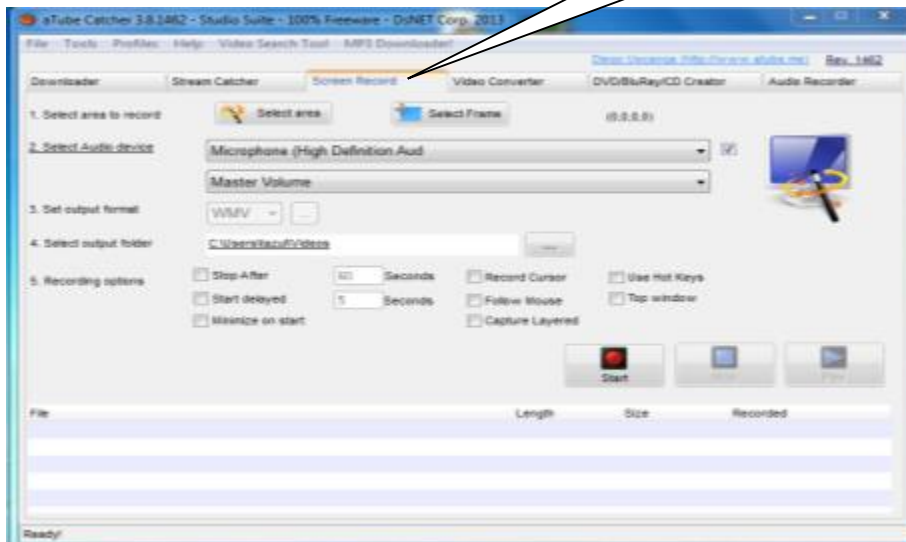 aTube Catcher 3.8.1462 - Studio Suite - 100% Freeware - DsNET Corp. 2013
File Tools Profiles Help Video Search Tool MP3 Downloader!
Rev. 1462
Downloader Stream Catcher Screen Record Video Converter DVD/BluRay/CD Creator Audio Recorder
1. Select area to record Select area Select Frame (0,0,0,0)
2. Select Audio device Microphone (High Definition Aud
Master Volume
3. Set output format WMV ...
4. Select output folder ...
5. Recording options Stop After 60 Seconds Record Cursor Use Hot Keys
Start delayed 5 Seconds Follow Mouse Top window
Minimize on start Capture Layered
Start
File Length Size Recorded
Ready!